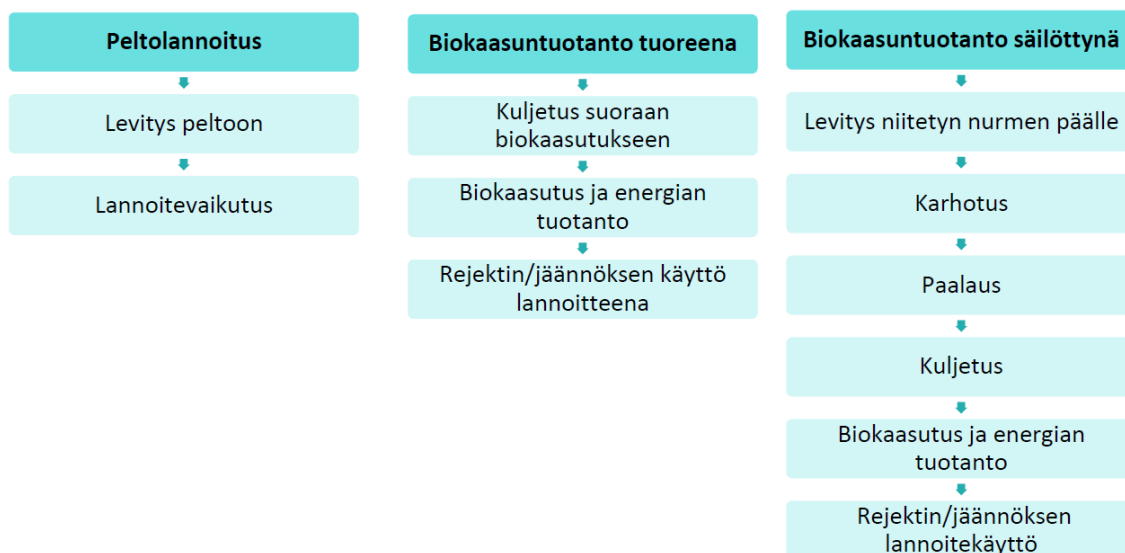 Peltolannoitus
Levitys peltoon
Lannoitevaikutus
Biokaasuntuotanto tuoreena
Kuljetus suoraan
biokaasutukseen
Biokaasutus ja energian
tuotanto
Rejektin/jäännöksen käyttö
lannoitteena
Biokaasuntuotanto säilöttynä
Levitys niitetyn nurmen päälle
Karhotus
Paalaus
Kuljetus
Biokaasutus ja energian
tuotanto
Rejektin/jäännöksen
lannoitekäyttö